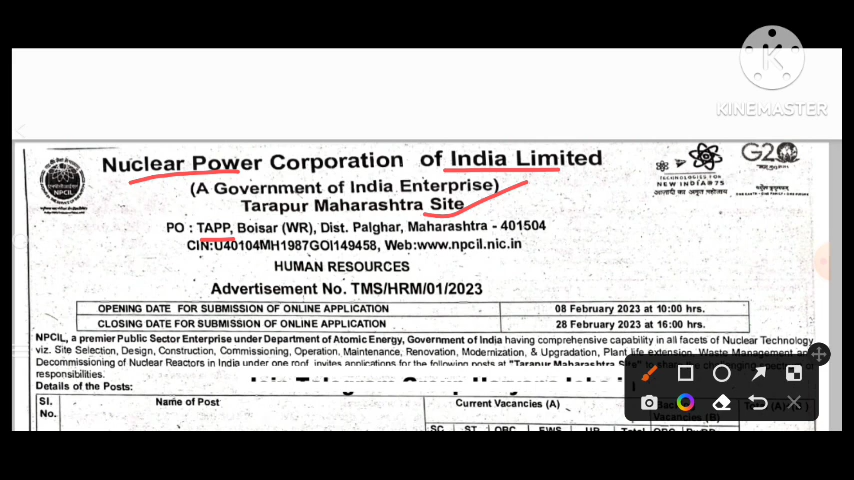 KINEMASTER
Nuclear Power Corporation of India Limited
(A Government of India Enterprise)
Tarapur Maharashtra Site
PO : TAPP, Boisar (WR), Dist. Palghar, Maharashtra - 401504
CIN:U40104MH1987GOI149458, Web:www.npcil.nic.in
HUMAN RESOURCES
Advertisement No. TMS/HRM/01/2023
NPCIL
TECHNOLOGIES FOR
NEW INDIA@75
G20
OPENING DATE FOR SUBMISSION OF ONLINE APPLICATION 08 February 2023 at 10:00 hrs.
CLOSING DATE FOR SUBMISSION OF ONLINE APPLICATION 28 February 2023 at 16:00 hrs.
NPCIL, a premier Public Sector Enterprise under Department of Atomic Energy, Government of India having comprehensive capability in all facets of Nuclear Technology
viz. Site Selection, Design, Construction, Commissioning, Operation, Maintenance, Renovation, Modernization, & Upgradation, Plant life extension, Waste Management and
Decommissioning of Nuclear Reactors in India under one roof, invites applications for the following posts at "Tarapur Maharashtra Site" to
responsibilities.
Details of the Posts:
Sl. Name of Post Current Vacancies (A)
No. Vacancies (B)
SC ST OBC EWS UR Total